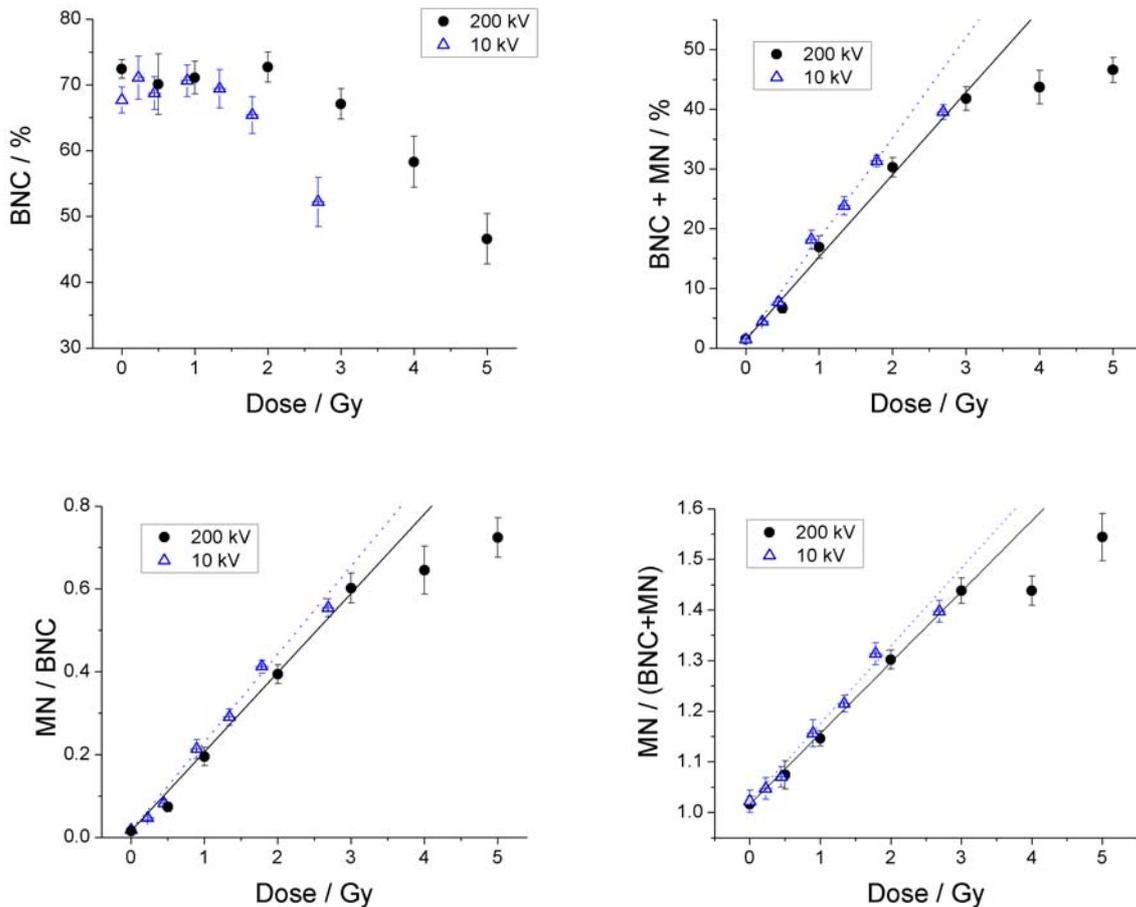 200 kV
10 kV
BNC / %
80
70
60
50
40
30
0 1 2 3 4 5
Dose / Gy
200 kV
10 kV
BNC + MN / %
50
40
30
20
10
0
0 1 2 3 4 5
Dose / Gy
200 kV
10 kV
MN / BNC
0.8
0.6
0.4
0.2
0.0
0 1 2 3 4 5
Dose / Gy
200 kV
10 kV
MN / (BNC+MN)
1.6
1.5
1.4
1.3
1.2
1.1
1.0
0 1 2 3 4 5
Dose / Gy